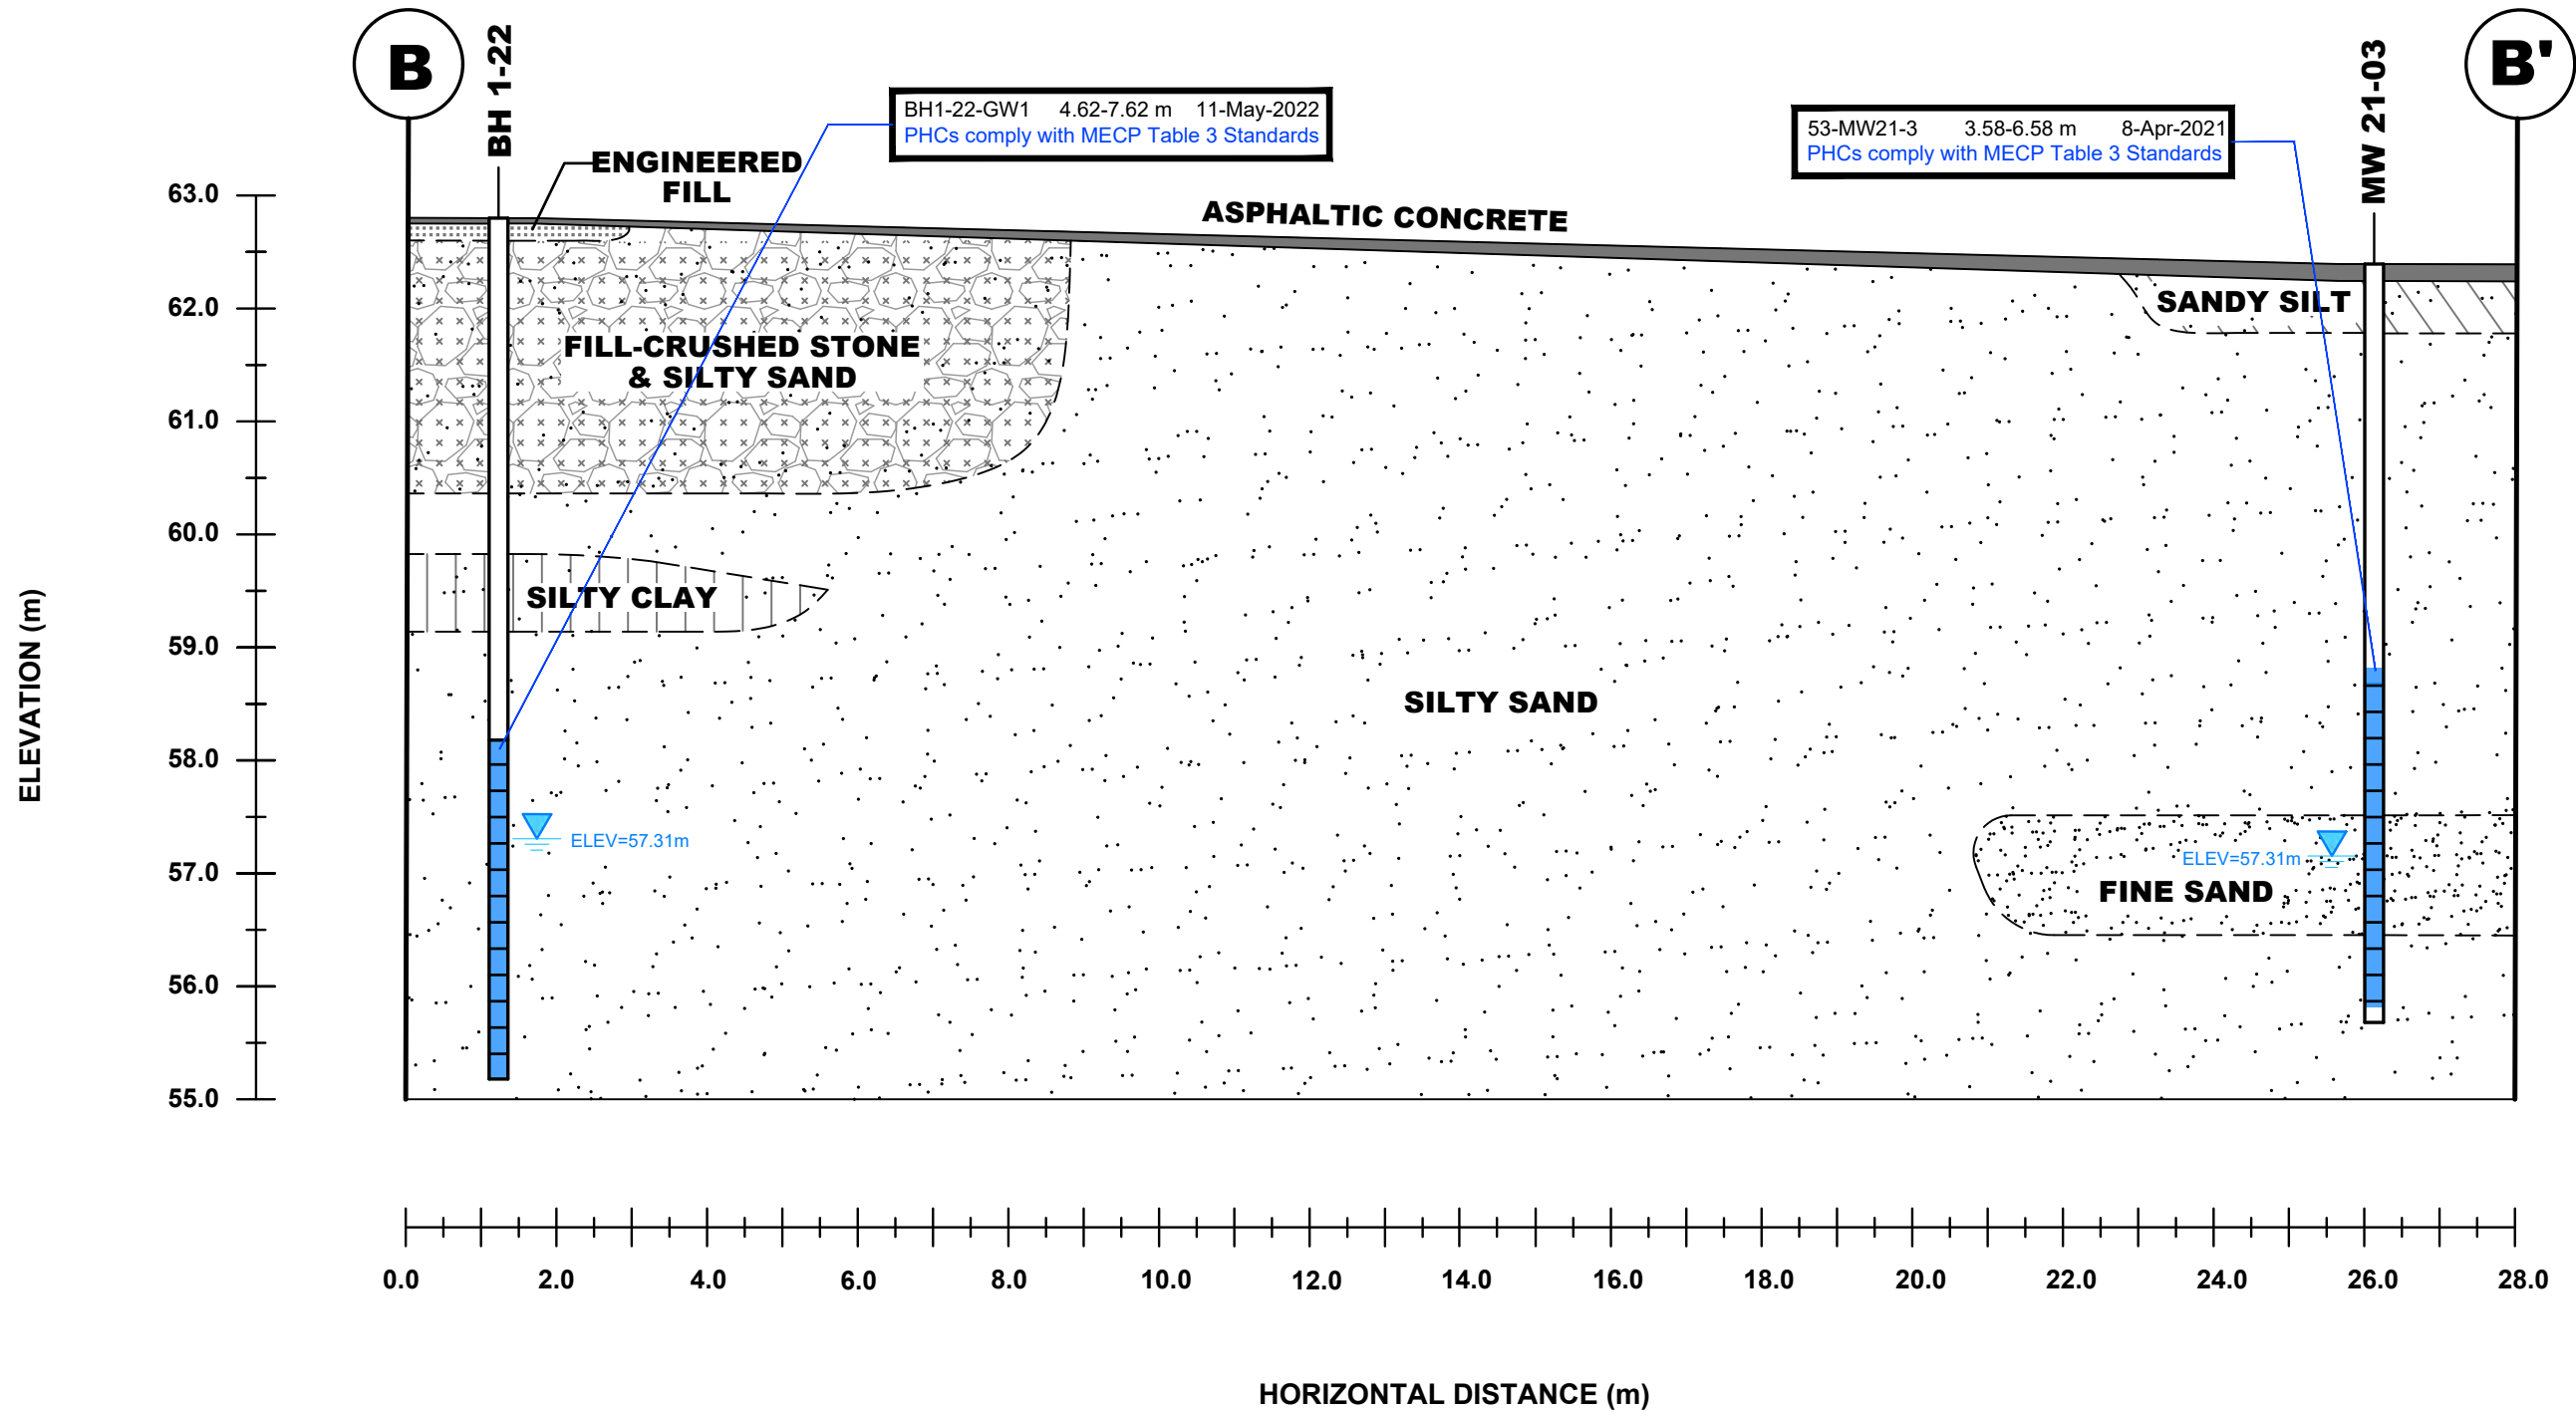 B
BH 1-22
BH1-22-GW1 4.62-7.62 m 11-May-2022
PHCs comply with MECP Table 3 Standards
53-MW21-3 3.58-6.58 m 8-Apr-2021
PHCs comply with MECP Table 3 Standards
MW 21-03
B'
ENGINEERED
FILL
ASPHALTIC CONCRETE
SANDY SILT
FILL-CRUSHED STONE
& SILTY SAND
SILTY CLAY
SILTY SAND
ELEV=57.31m
ELEV=57.31m
FINE SAND
ELEVATION (m)
63.0
62.0
61.0
60.0
59.0
58.0
57.0
56.0
55.0
0.0 2.0 4.0 6.0 8.0 10.0 12.0 14.0 16.0 18.0 20.0 22.0 24.0 26.0 28.0
HORIZONTAL DISTANCE (m)